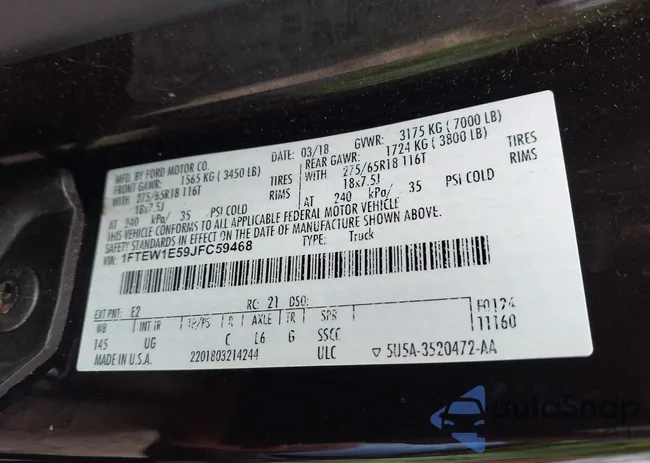 MFD. BY FORD MOTOR CO.
DATE: 03/18 GVWR: 3175 KG ( 7000 LB)
FRONT GAWR: 1565 KG ( 3450 LB)
REAR GAWR: 1724 KG ( 3800 LB)
WITH 275/65R18 116T TIRES
WITH 275/65R18 116T TIRES
18x7.5J RIMS
18x7.5J RIMS
AT 240 kPa/ 35 PSI COLD
AT 240 kPa/ 35 PSI COLD
THIS VEHICLE CONFORMS TO ALL APPLICABLE FEDERAL MOTOR VEHICLE
SAFETY STANDARDS IN EFFECT ON THE DATE OF MANUFACTURE SHOWN ABOVE.
VIN: 1FTEW1E59JFC59468 TYPE: Truck
EXT PNT: E2 RC: 21 DSO: F0124
WB INT TR TP/PS R AXLE TR SPR 11160
145 UG C L6 G SSCC
MADE IN U.S.A. 2201803214244 ULC ▽ 5U5A-3520472-AA
autoSnap